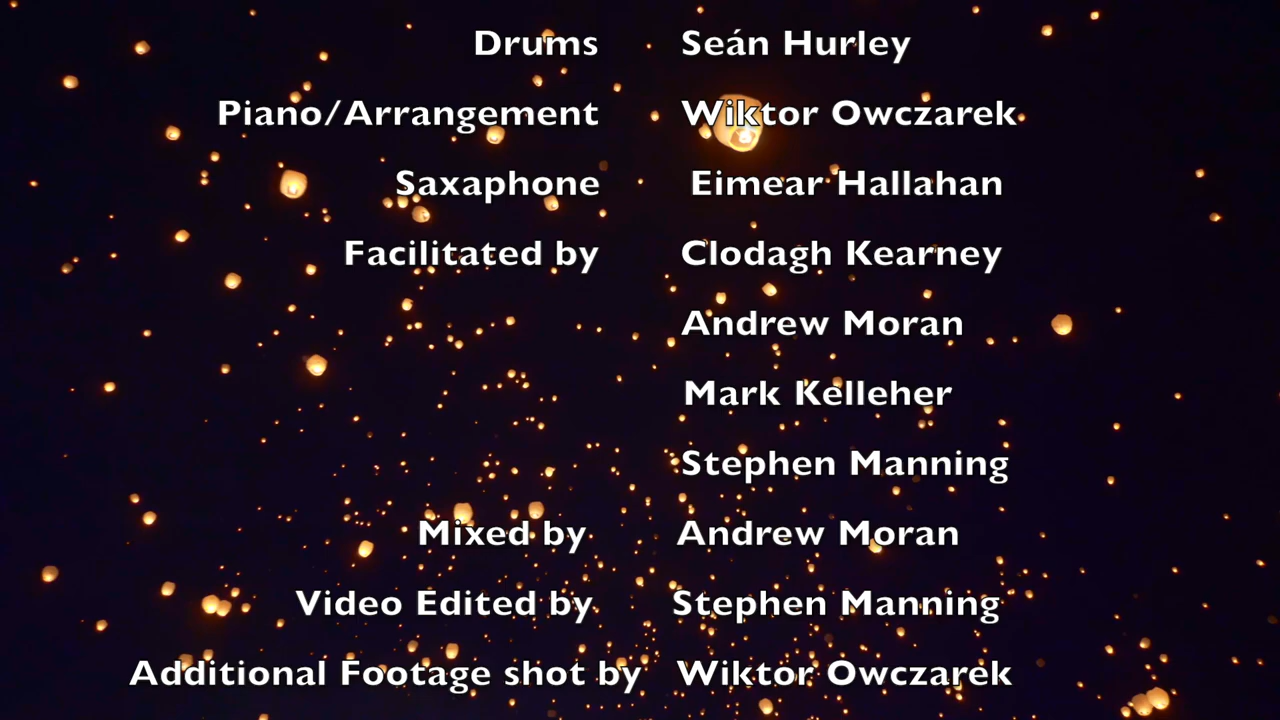 Drums Seán Hurley
Piano/Arrangement Wiktor Owczarek
Saxaphone Eimear Hallahan
Facilitated by Clodagh Kearney
Andrew Moran
Mark Kelleher
Stephen Manning
Mixed by Andrew Moran
Video Edited by Stephen Manning
Additional Footage shot by Wiktor Owczarek